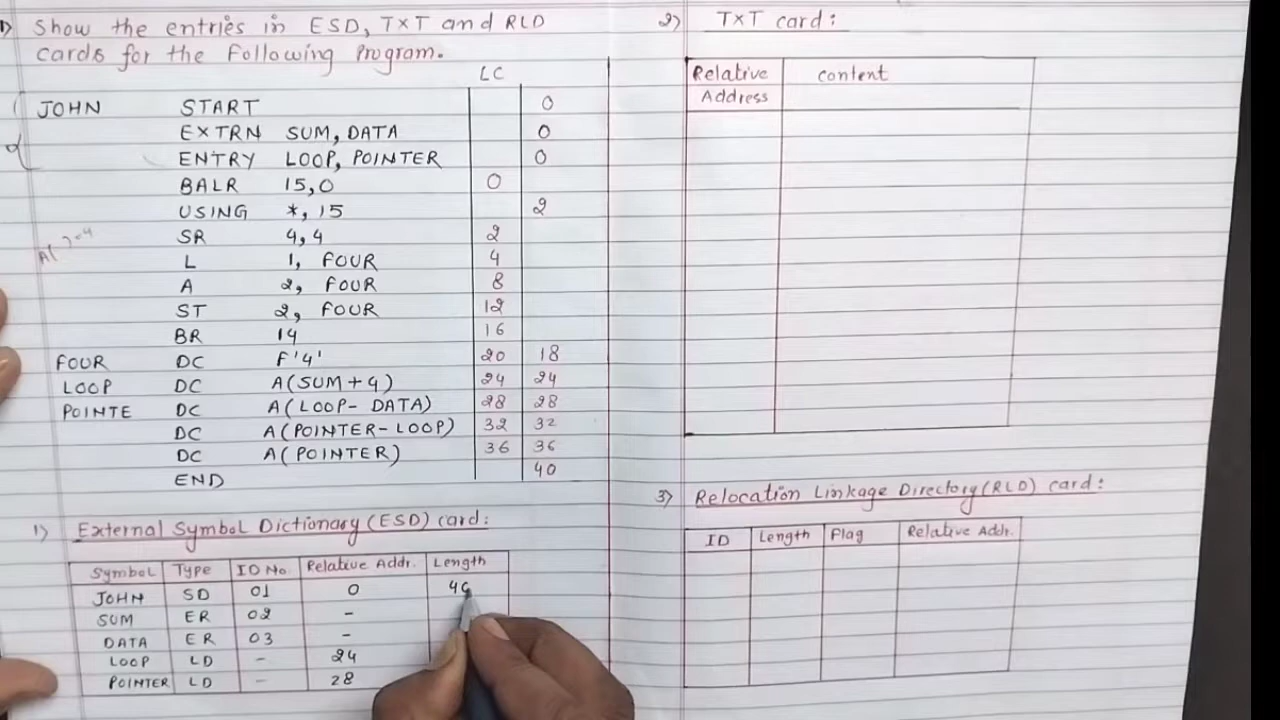 1) Show the entries in ESD, TXT and RLD
cards for the Following Program.
LC
JOHN START 0
EXTRN SUM, DATA 0
ENTRY LOOP, POINTER 0
BALR 15,0 0
USING *, 15 2
SR 4,4 2
L 1, FOUR 4
A 2, FOUR 8
ST 2, FOUR 12
BR 14 16
FOUR DC F'4' 20 18
LOOP DC A(SUM+4) 24 24
POINTE DC A(LOOP-DATA) 28 28
DC A(POINTER-LOOP) 32 32
DC A(POINTER) 36 36
END 40
A( )-4
1) External Symbol Dictionary (ESD) card:
Symbol Type ID No. Relative Addr. Length
JOHN SD 01 0
SUM ER 02 -
DATA ER 03 -
LOOP LD - 24
POINTER LD - 28
2) TXT card:
Relative Address content
3) Relocation Linkage Directory (RLD) card:
ID Length Flag Relative Addr.